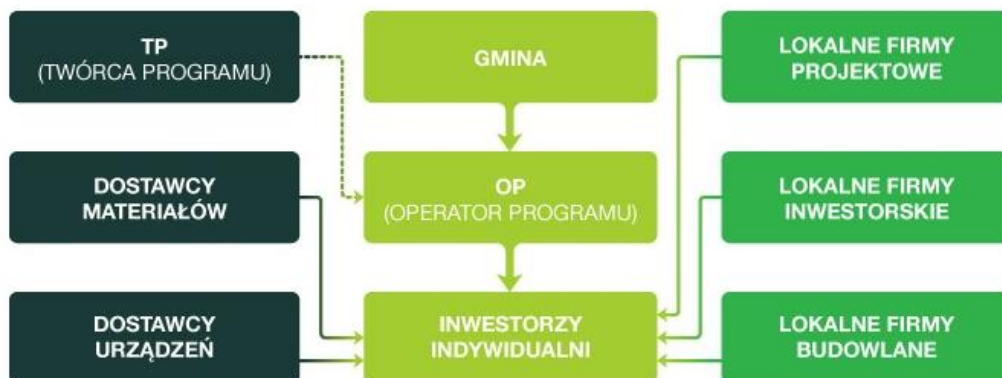 TP
(TWÓRCA PROGRAMU)
GMINA
LOKALNE FIRMY
PROJEKTOWE
DOSTAWCY
MATERIAŁÓW
OP
(OPERATOR PROGRAMU)
LOKALNE FIRMY
INWESTORSKIE
DOSTAWCY
URZĄDZEŃ
INWESTORZY
INDYWIDUALNI
LOKALNE FIRMY
BUDOWLANE